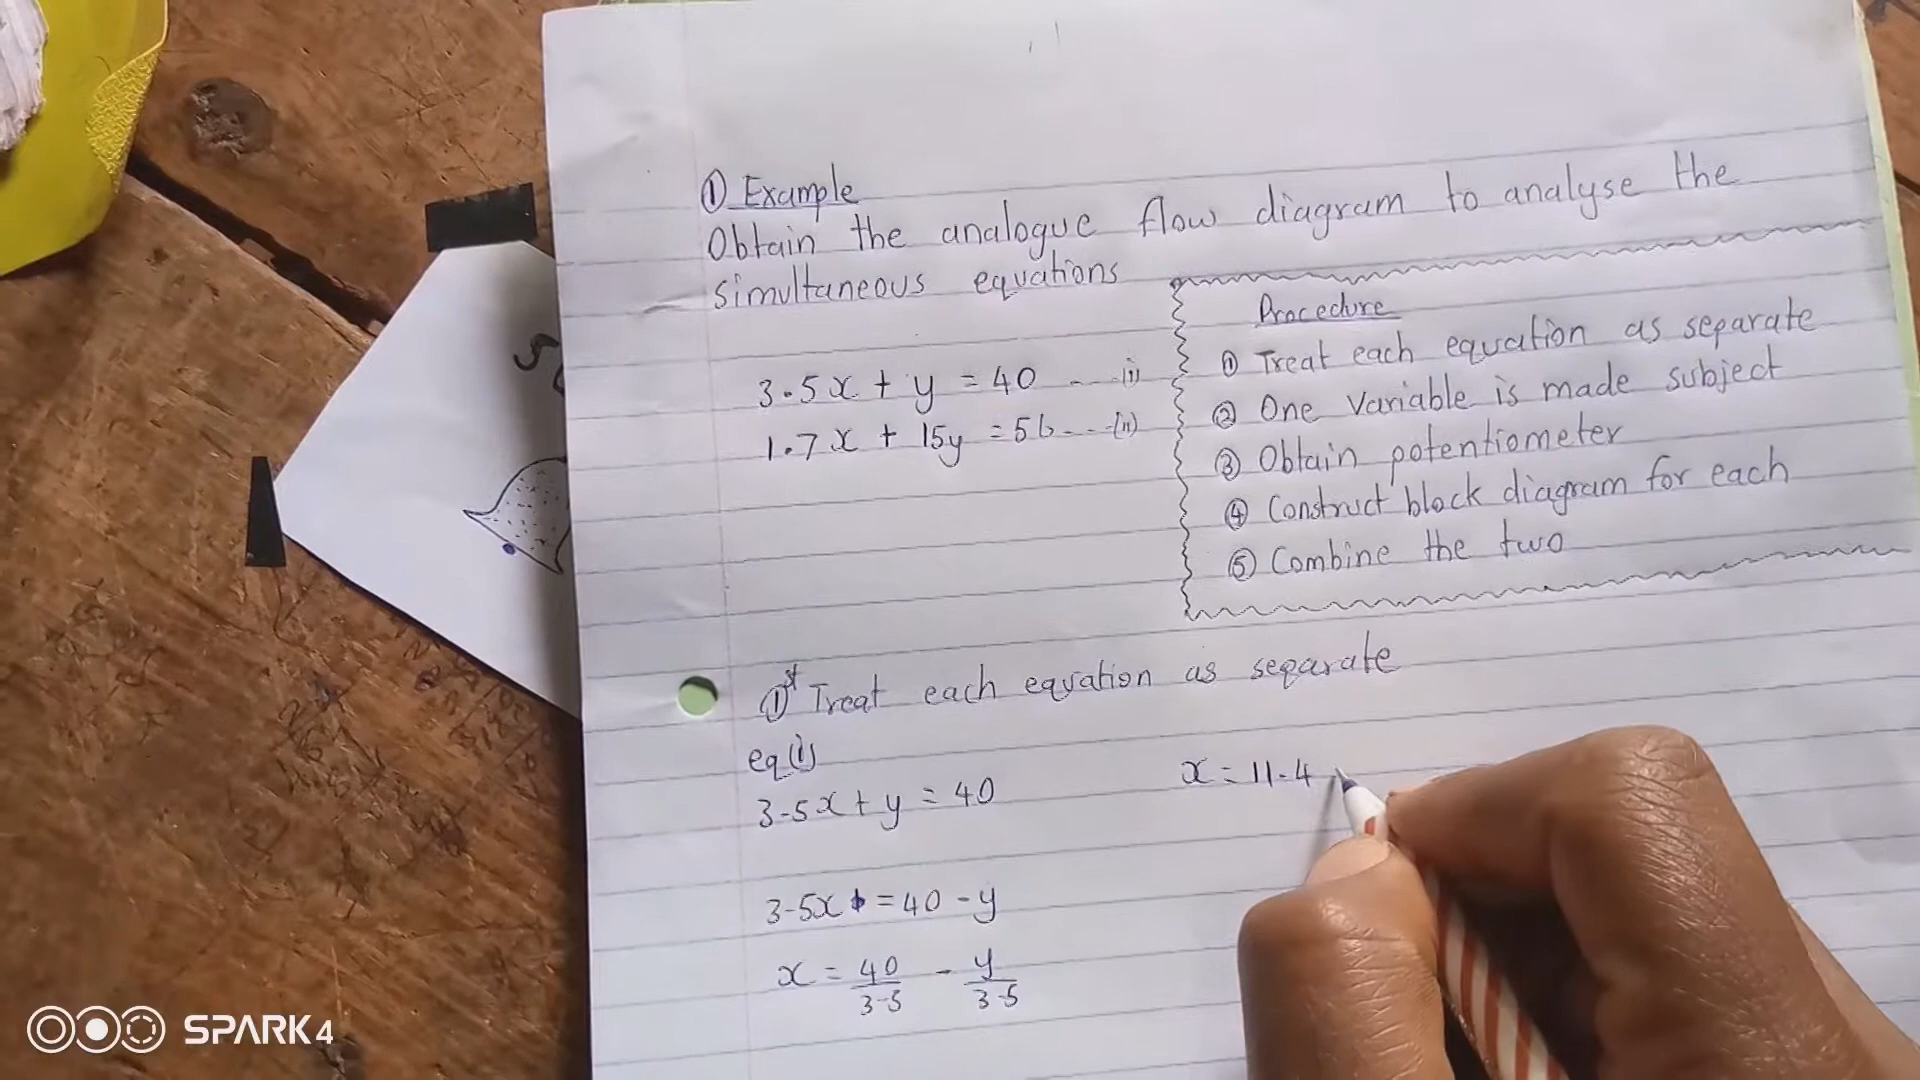 ① Example
Obtain the analogue flow diagram to analyse the
simultaneous equations
3.5x + y = 40 ---(i)
1.7x + 15y = 56 --- (ii)
Procedure
① Treat each equation as separate
② One variable is made subject
③ Obtain potentiometer
④ Construct block diagram for each
⑤ Combine the two
①st Treat each equation as separate
eq(i)
3.5x + y = 40
3.5x = 40 - y
x = 40/3.5 - y/3.5
x = 11.4
SPARK 4